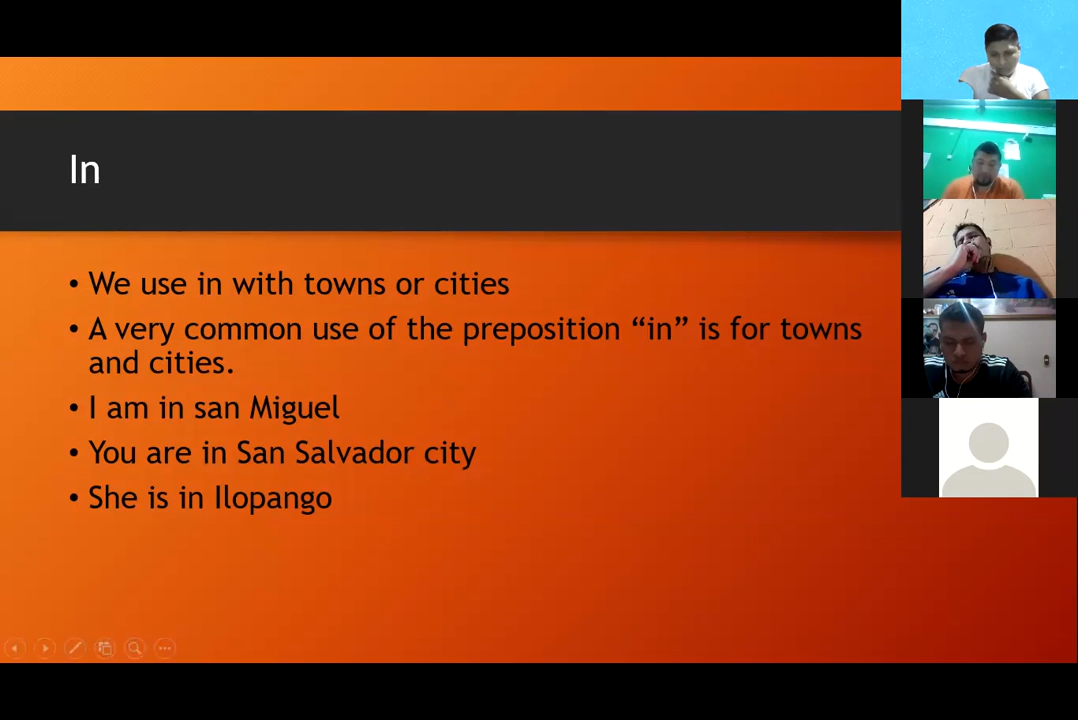 In
• We use in with towns or cities
• A very common use of the preposition “in” is for towns
and cities.
• I am in san Miguel
• You are in San Salvador city
• She is in Ilopango